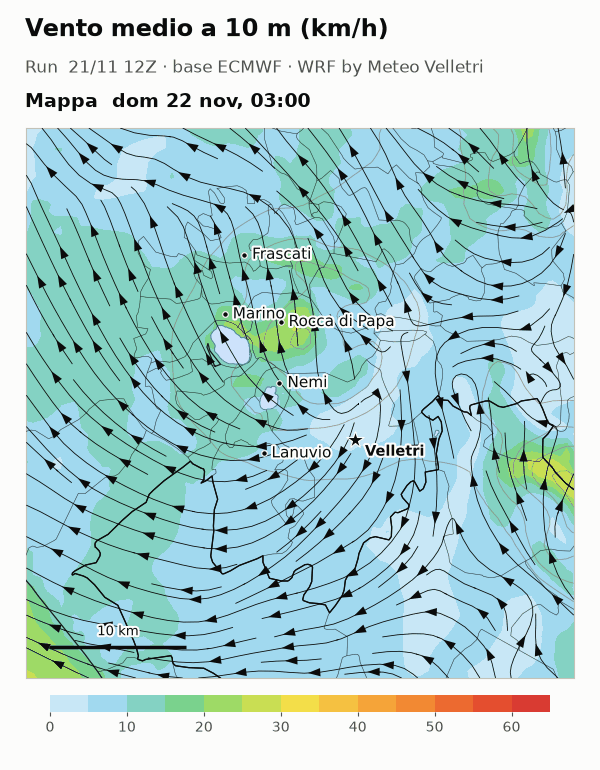 Vento medio a 10 m (km/h)
Run  21/11 12Z · base ECMWF · WRF by Meteo Velletri
Mappa  dom 22 nov, 03:00
Frascati
Marino
Rocca di Papa
Nemi
Velletri
Lanuvio
10 km
0 10 20 30 40 50 60